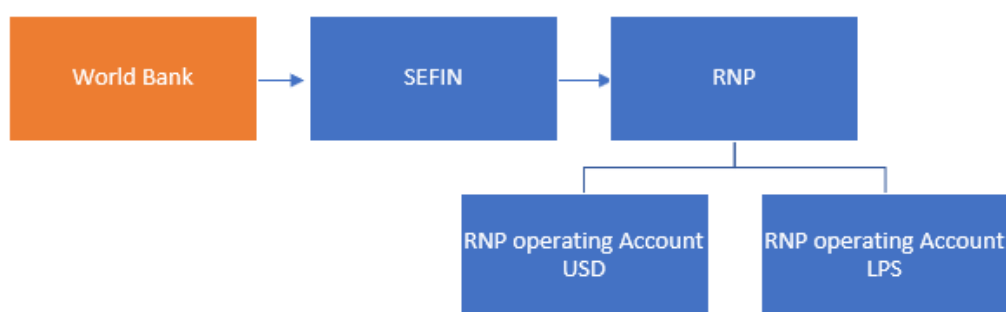 World Bank
SEFIN
RNP
RNP operating Account
USD
RNP operating Account
LPS